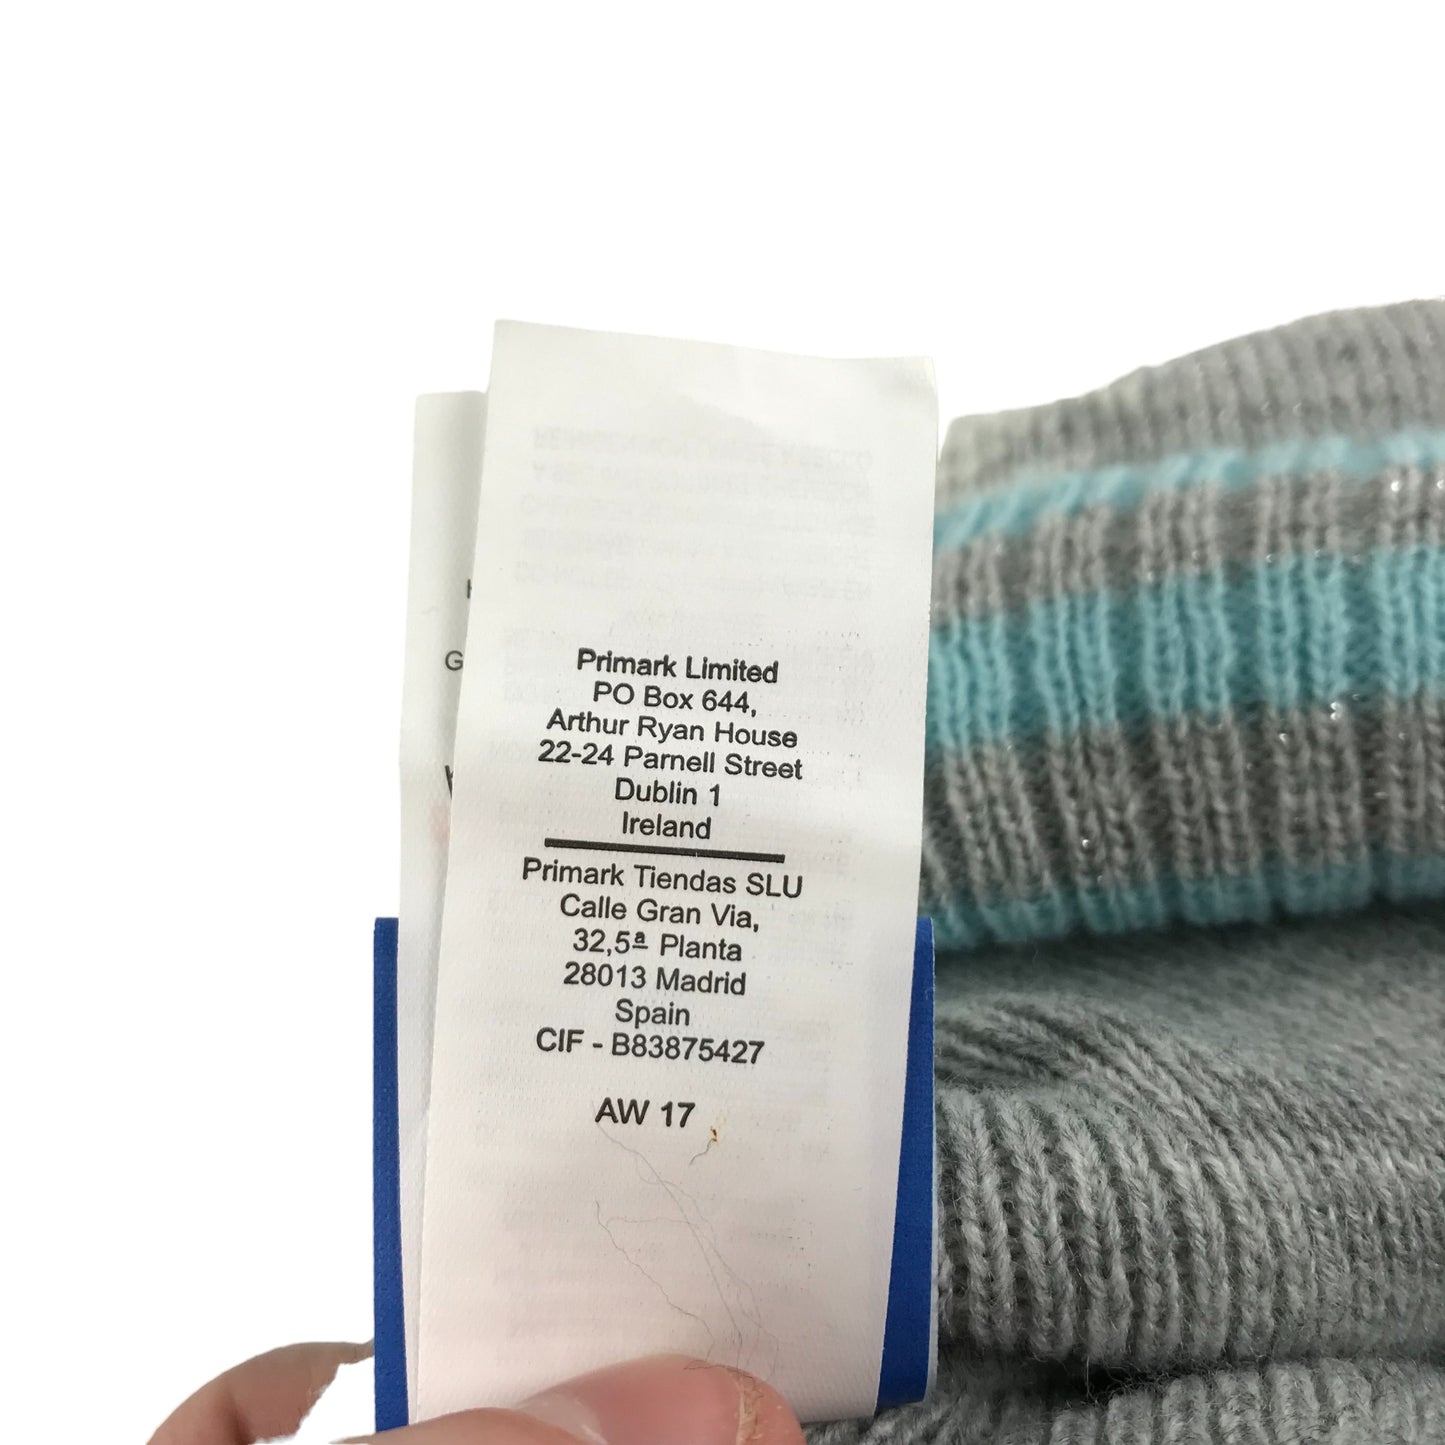 Primark Limited
PO Box 644,
Arthur Ryan House
22-24 Parnell Street
Dublin 1
Ireland
Primark Tiendas SLU
Calle Gran Via,
32,5ª Planta
28013 Madrid
Spain
CIF - B83875427
AW 17